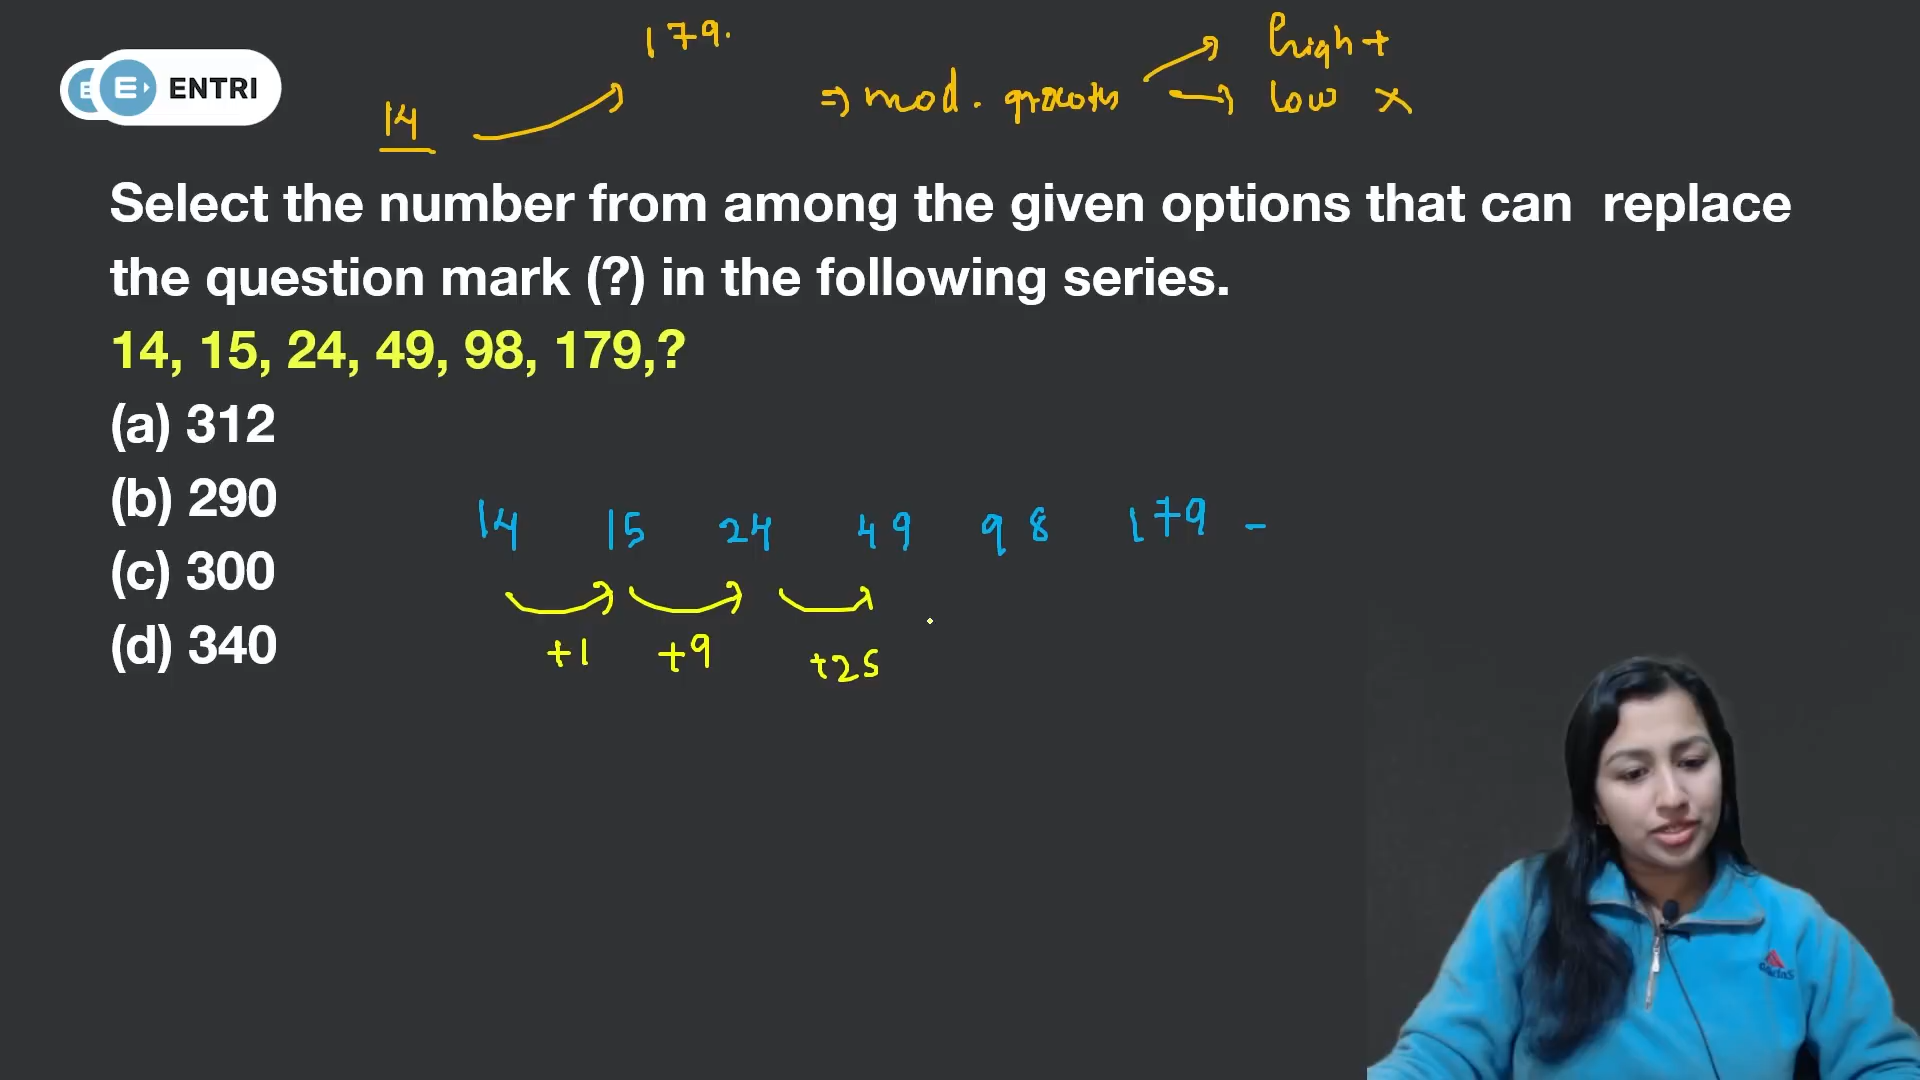 179.
high +
E E ENTRI
14
⇒ mod. growth
low ×
Select the number from among the given options that can replace
the question mark (?) in the following series.
14, 15, 24, 49, 98, 179,?
(a) 312
(b) 290
14 15 24 49 98 179 -
(c) 300
+1 +9 +25
(d) 340
adidas